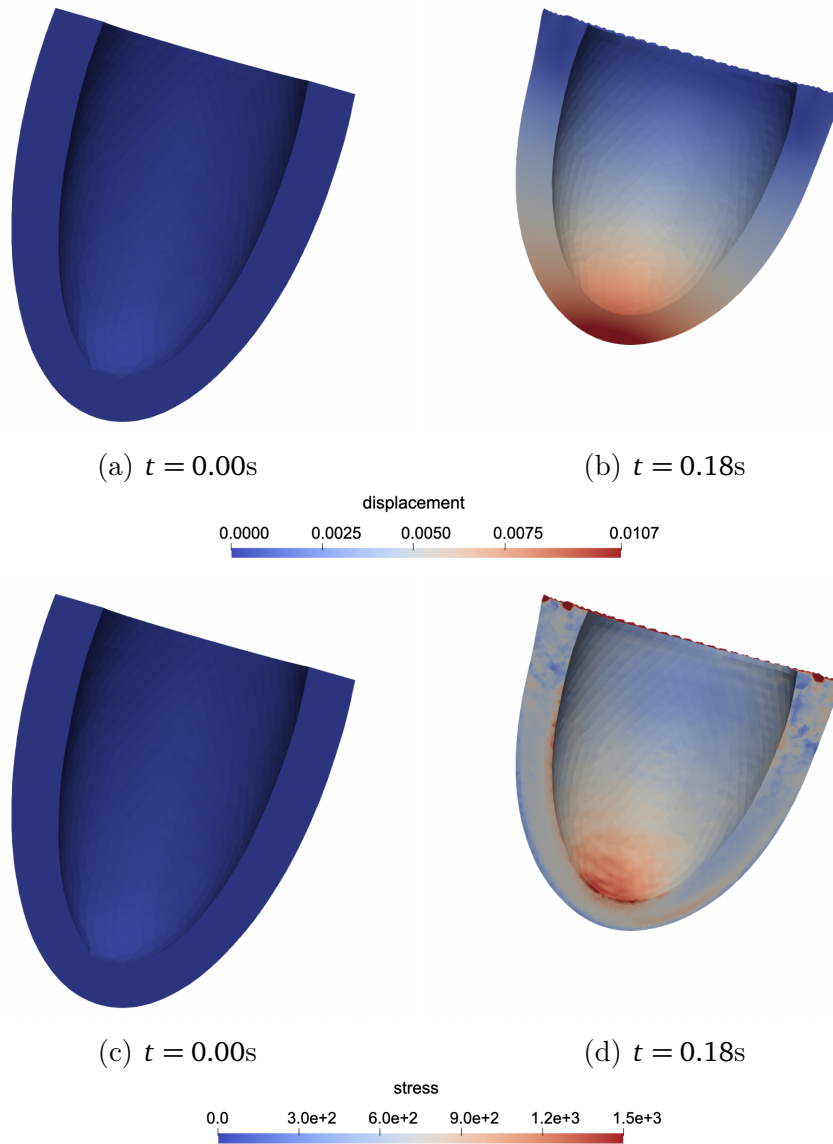 (a) t = 0.00s
(b) t = 0.18s
displacement
0.0000 0.0025 0.0050 0.0075 0.0107
(c) t = 0.00s
(d) t = 0.18s
stress
0.0 3.0e+2 6.0e+2 9.0e+2 1.2e+3 1.5e+3